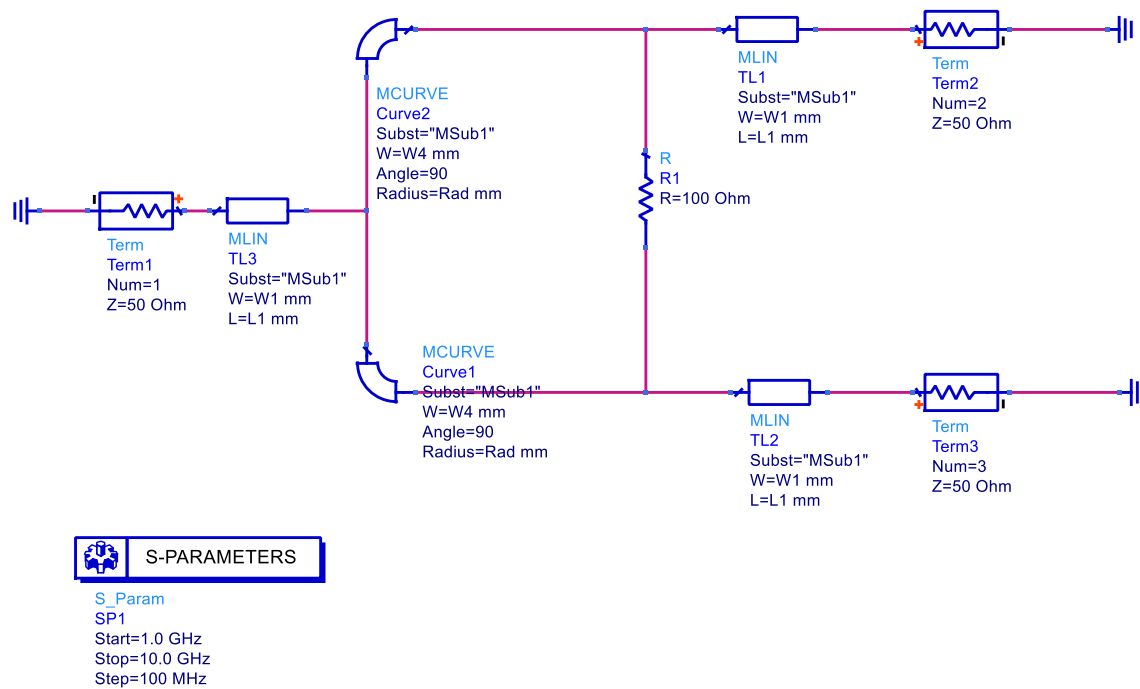 MLIN
TL1
Subst="MSub1"
W=W1 mm
L=L1 mm
+
Term
Term2
Num=2
Z=50 Ohm
MCURVE
Curve2
Subst="MSub1"
W=W4 mm
Angle=90
Radius=Rad mm
R
R1
R=100 Ohm
+
Term
Term1
Num=1
Z=50 Ohm
MLIN
TL3
Subst="MSub1"
W=W1 mm
L=L1 mm
MCURVE
Curve1
Subst="MSub1"
W=W4 mm
Angle=90
Radius=Rad mm
MLIN
TL2
Subst="MSub1"
W=W1 mm
L=L1 mm
+
Term
Term3
Num=3
Z=50 Ohm
S-PARAMETERS
S_Param
SP1
Start=1.0 GHz
Stop=10.0 GHz
Step=100 MHz